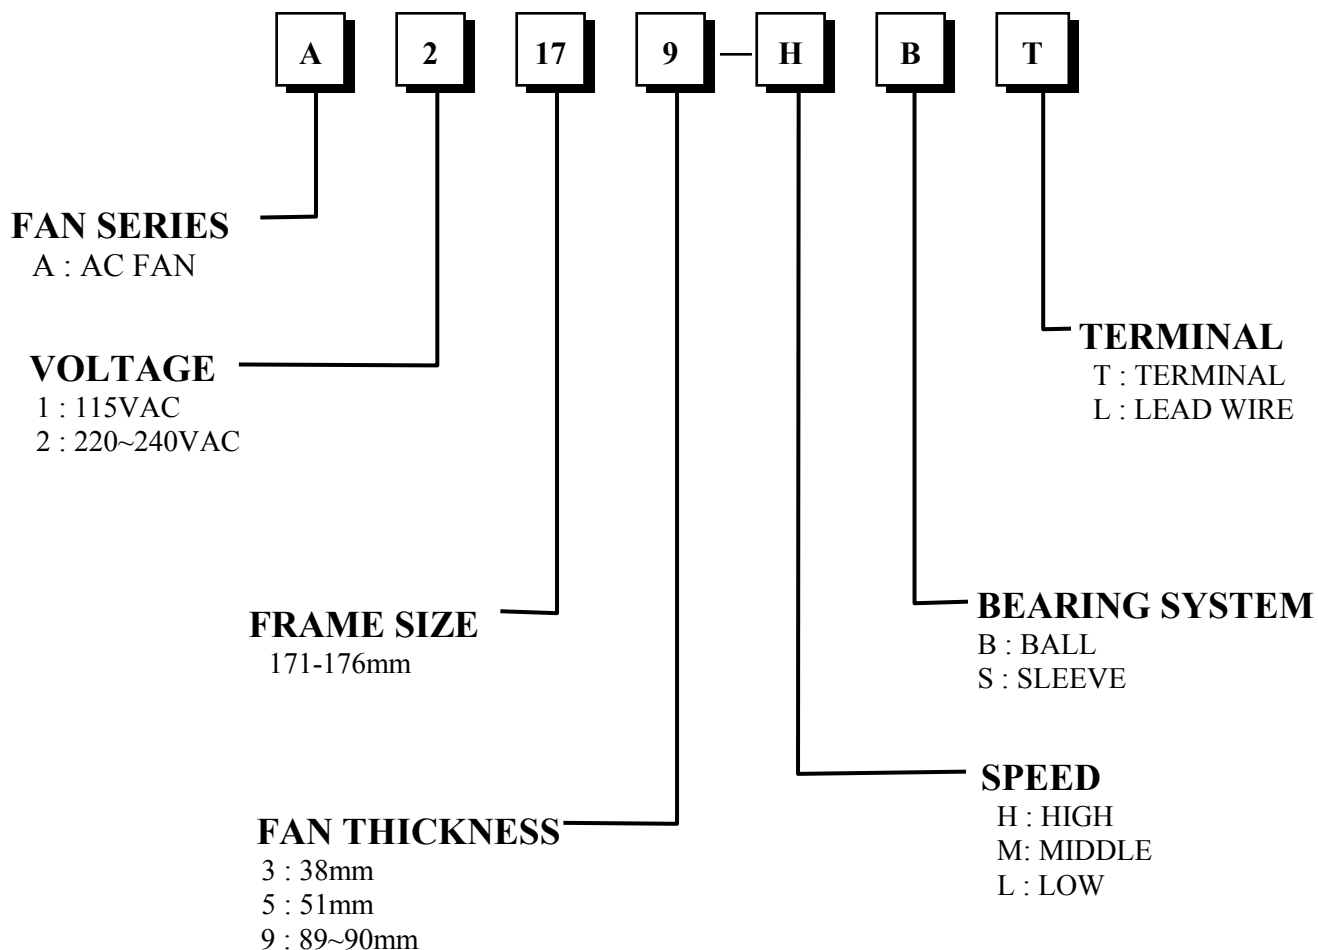 A 2 17 9 — H B T
FAN SERIES
A : AC FAN
VOLTAGE
1 : 115VAC
2 : 220~240VAC
TERMINAL
T : TERMINAL
L : LEAD WIRE
FRAME SIZE
171-176mm
BEARING SYSTEM
B : BALL
S : SLEEVE
SPEED
H : HIGH
M: MIDDLE
L : LOW
FAN THICKNESS
3 : 38mm
5 : 51mm
9 : 89~90mm